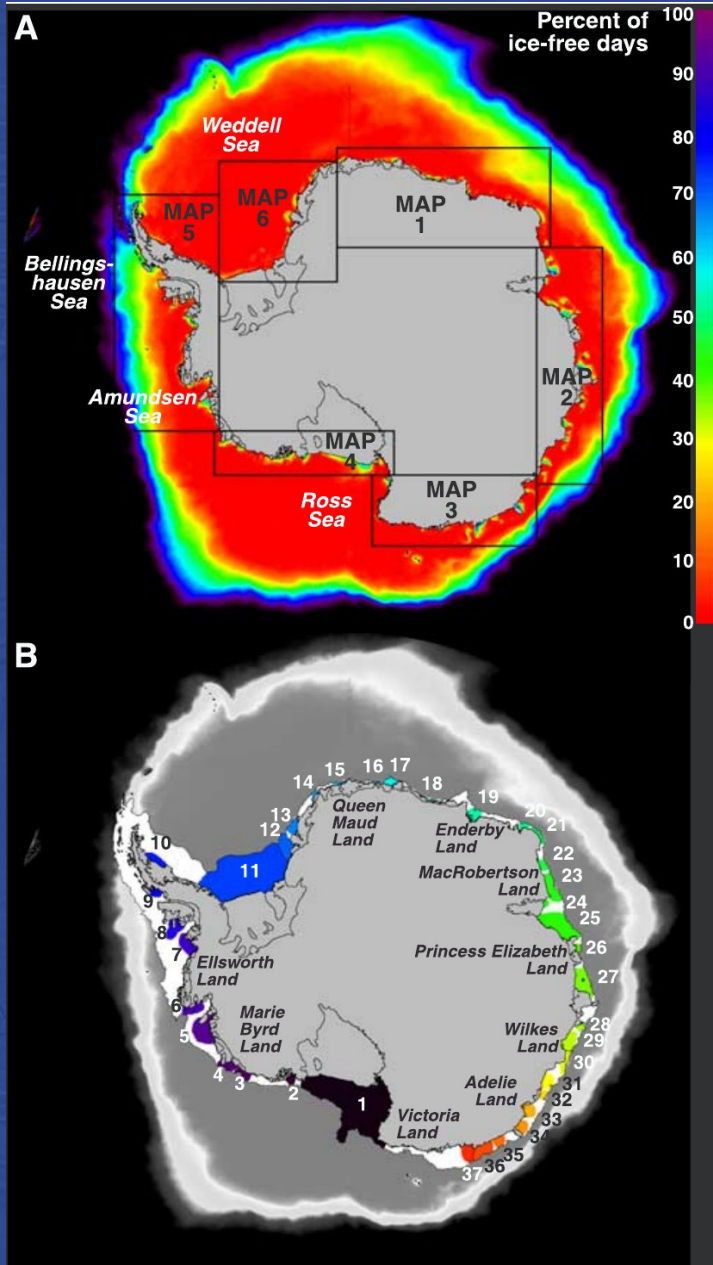 A
Percent of
ice-free days
100
90
80
70
60
50
40
30
20
10
0
Weddell
Sea
MAP
5
MAP
6
MAP
1
Bellings-
hausen
Sea
Amundsen
Sea
MAP
2
MAP
4
MAP
3
Ross
Sea
B
14
15
16
17
18
19
20
21
22
23
24
25
26
27
28
29
30
31
32
33
34
35
36
37
13
12
11
10
9
8
7
6
5
4
3
2
1
Queen
Maud
Land
Enderby
Land
MacRobertson
Land
Princess Elizabeth
Land
Ellsworth
Land
Marie
Byrd
Land
Wilkes
Land
Adelie
Land
Victoria
Land